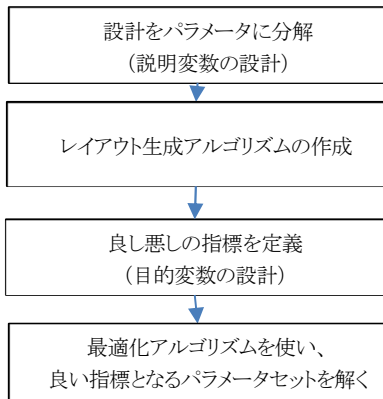 設計をパラメータに分解
（説明変数の設計）
レイアウト生成アルゴリズムの作成
良し悪しの指標を定義
（目的変数の設計）
最適化アルゴリズムを使い、
良い指標となるパラメータセットを解く